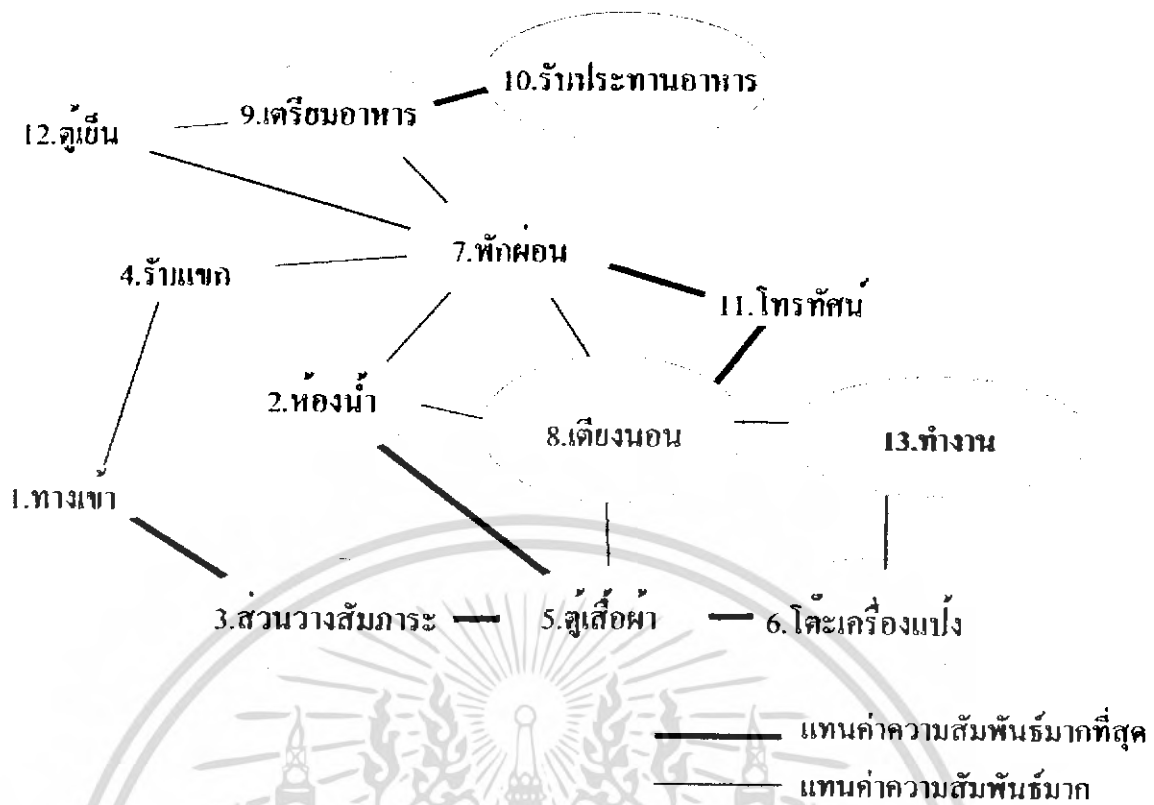 10.รับประทานอาหาร
9.เตรียมอาหาร
12.ตู้เย็น
7.พักผ่อน
4.รับแขก
11.โทรทัศน์
2.ห้องน้ำ
8.เตียงนอน
13.ทำงาน
1.ทางเข้า
3.ส่วนวางสัมภาระ
5.ตู้เสื้อผ้า
6.โต๊ะเครื่องแป้ง
แทนค่าความสัมพันธ์มากที่สุด
แทนค่าความสัมพันธ์มาก